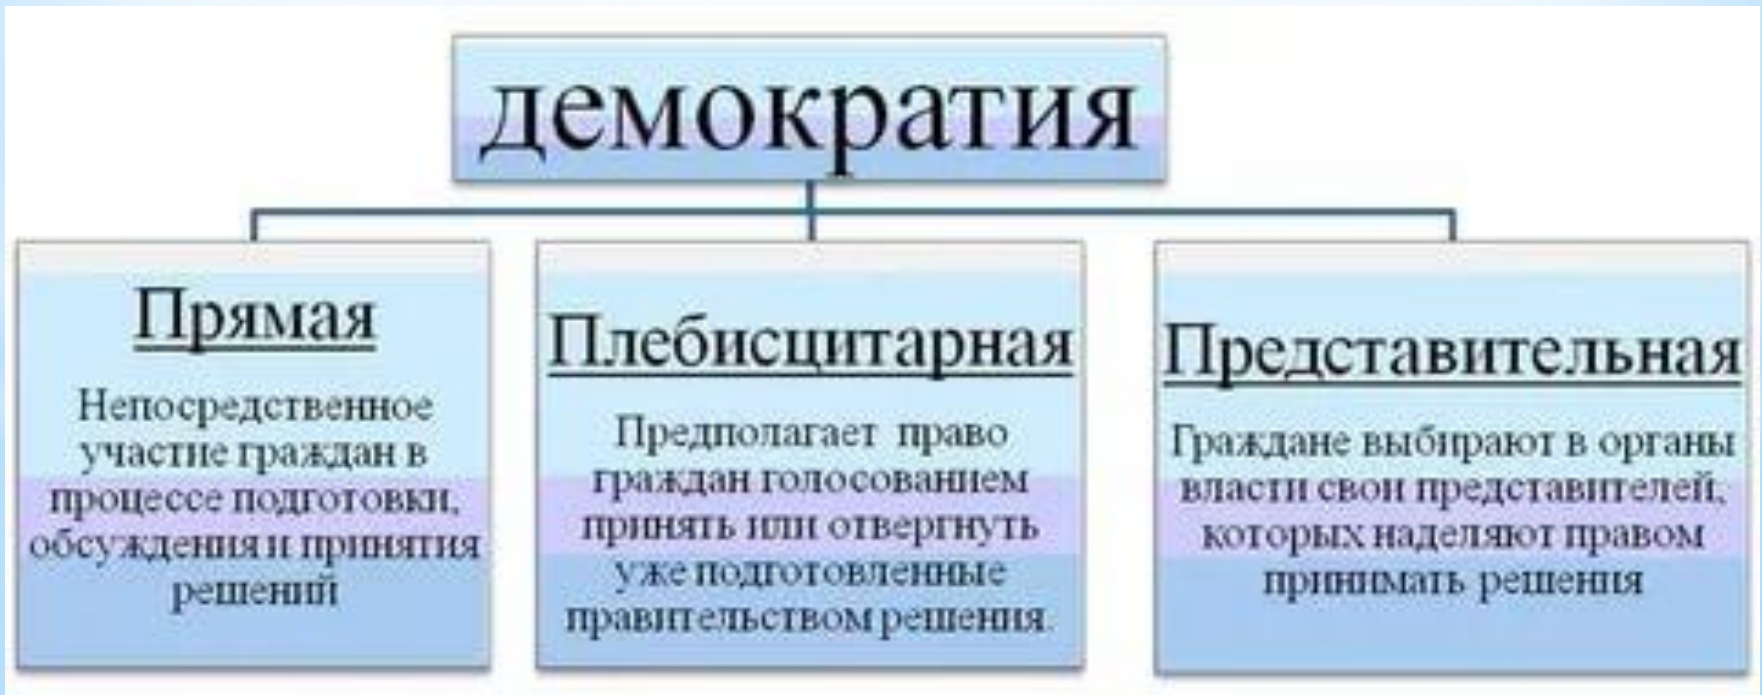 демократия
Прямая
Непосредственное
участие граждан в
процессе подготовки,
обсуждения и принятия
решений
Плебисцитарная
Предполагает право
граждан голосованием
принять или отвергнуть
уже подготовленные
правительством решения.
Представительная
Граждане выбирают в органы
власти свои представителей,
которых наделяют правом
принимать решения